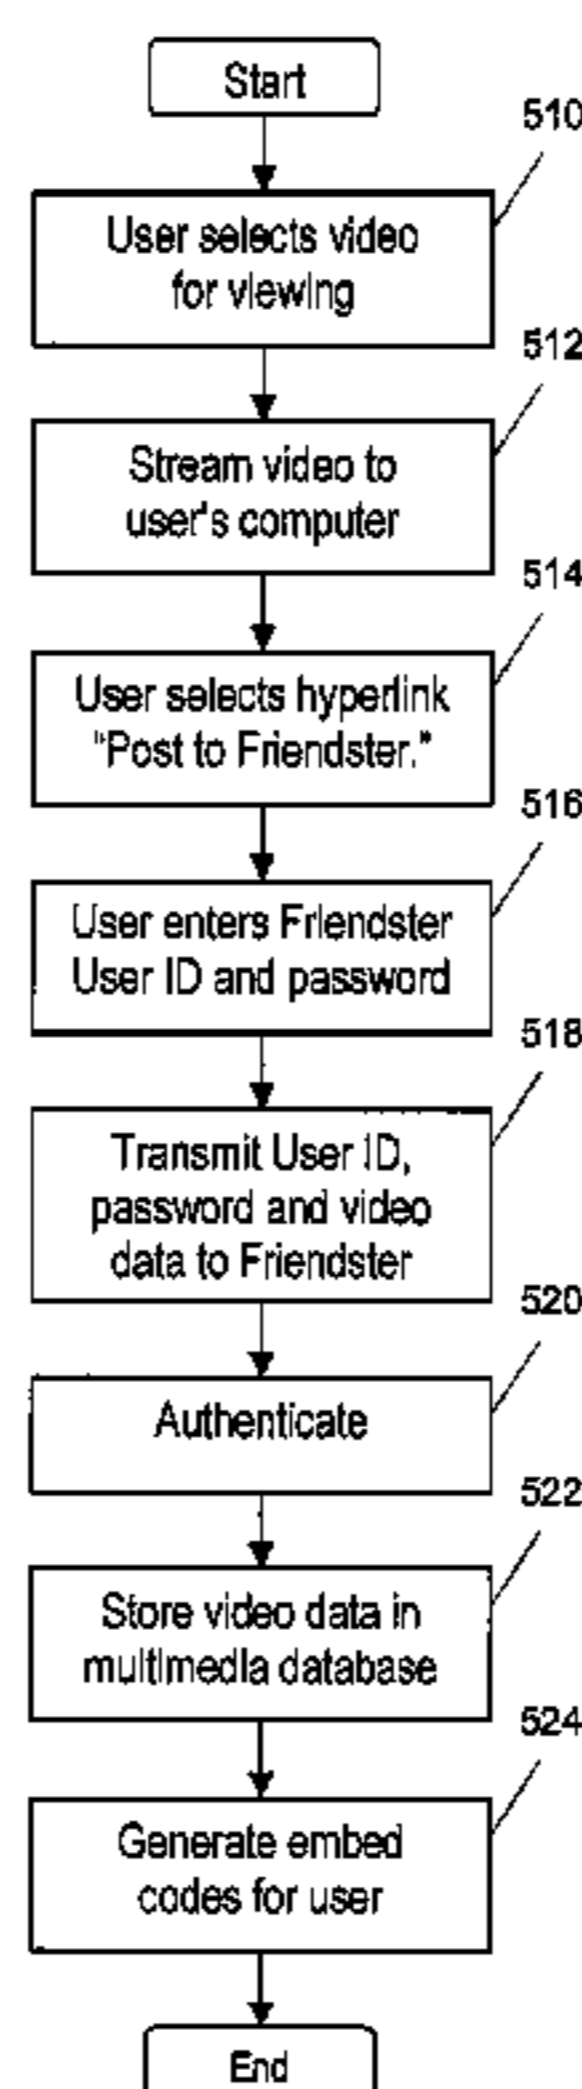 Start
510
User selects video
for viewing
512
Stream video to
user's computer
514
User selects hyperlink
"Post to Friendster."
516
User enters Friendster
User ID and password
518
Transmit User ID,
password and video
data to Friendster
520
Authenticate
522
Store video data in
multimedia database
524
Generate embed
codes for user
End